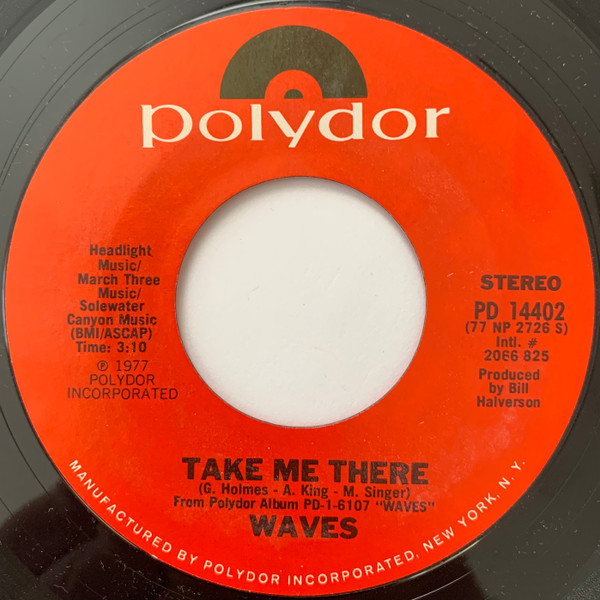 polydor
Headlight
Music/
March Three
Music/
Solewater
Canyon Music
(BMI/ASCAP)
Time: 3:10
℗ 1977
POLYDOR
INCORPORATED
STEREO
PD 14402
(77 NP 2726 S)
Intl. #
2066 825
Produced
by Bill
Halverson
TAKE ME THERE
(G. Holmes - A. King - M. Singer)
From Polydor Album PD-1-6107 "WAVES"
WAVES
MANUFACTURED BY POLYDOR INCORPORATED, NEW YORK, N. Y.